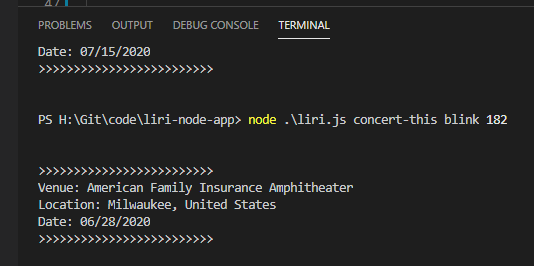 47
PROBLEMS OUTPUT DEBUG CONSOLE TERMINAL
Date: 07/15/2020
>>>>>>>>>>>>>>>>>>>>>>>>>
PS H:\Git\code\liri-node-app> node .\liri.js concert-this blink 182
>>>>>>>>>>>>>>>>>>>>>>>>>
Venue: American Family Insurance Amphitheater
Location: Milwaukee, United States
Date: 06/28/2020
>>>>>>>>>>>>>>>>>>>>>>>>>